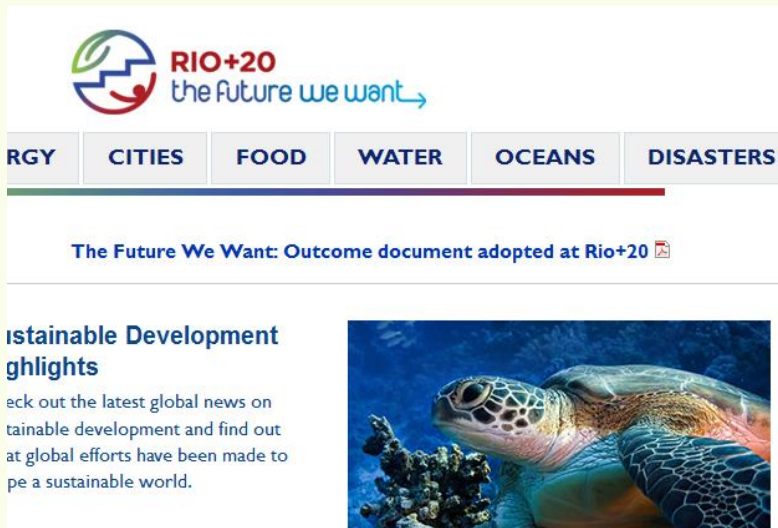 RIO+20
the future we want
RGY CITIES FOOD WATER OCEANS DISASTERS
The Future We Want: Outcome document adopted at Rio+20
ustainable Development
ghlights
eck out the latest global news on
tainable development and find out
at global efforts have been made to
pe a sustainable world.